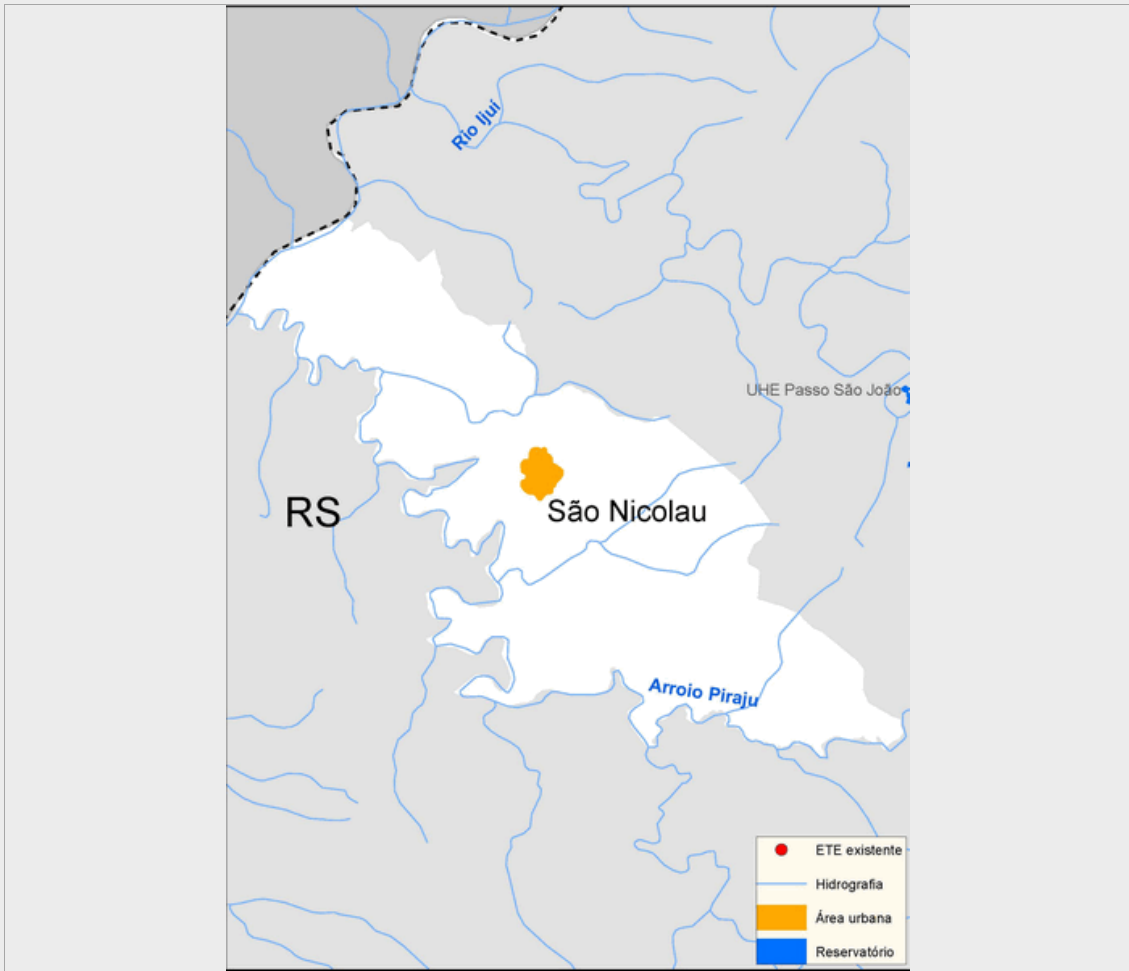 Rio Ijuí
UHE Passo São João
RS
São Nicolau
Arroio Piraju
ETE existente
Hidrografia
Área urbana
Reservatório